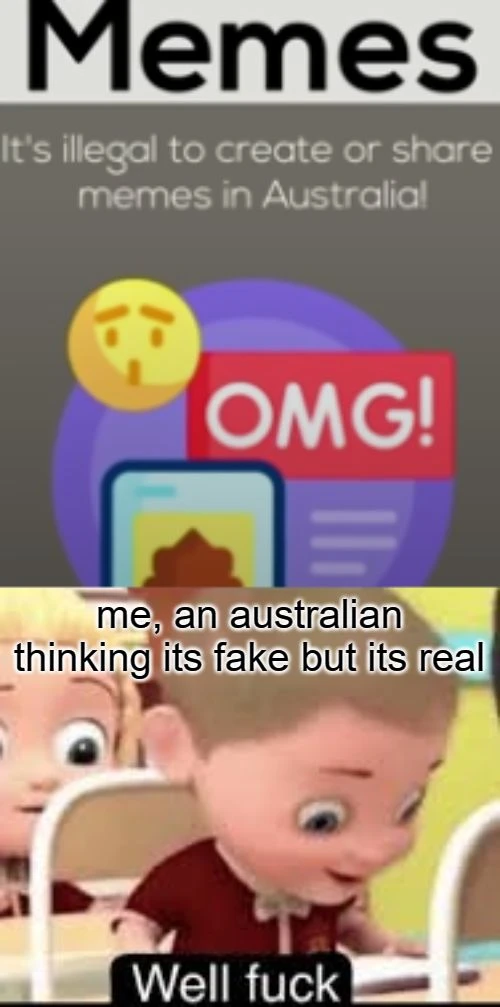 Memes
It's illegal to create or share
memes in Australia!
OMG!
me, an australian
thinking its fake but its real
Well fuck